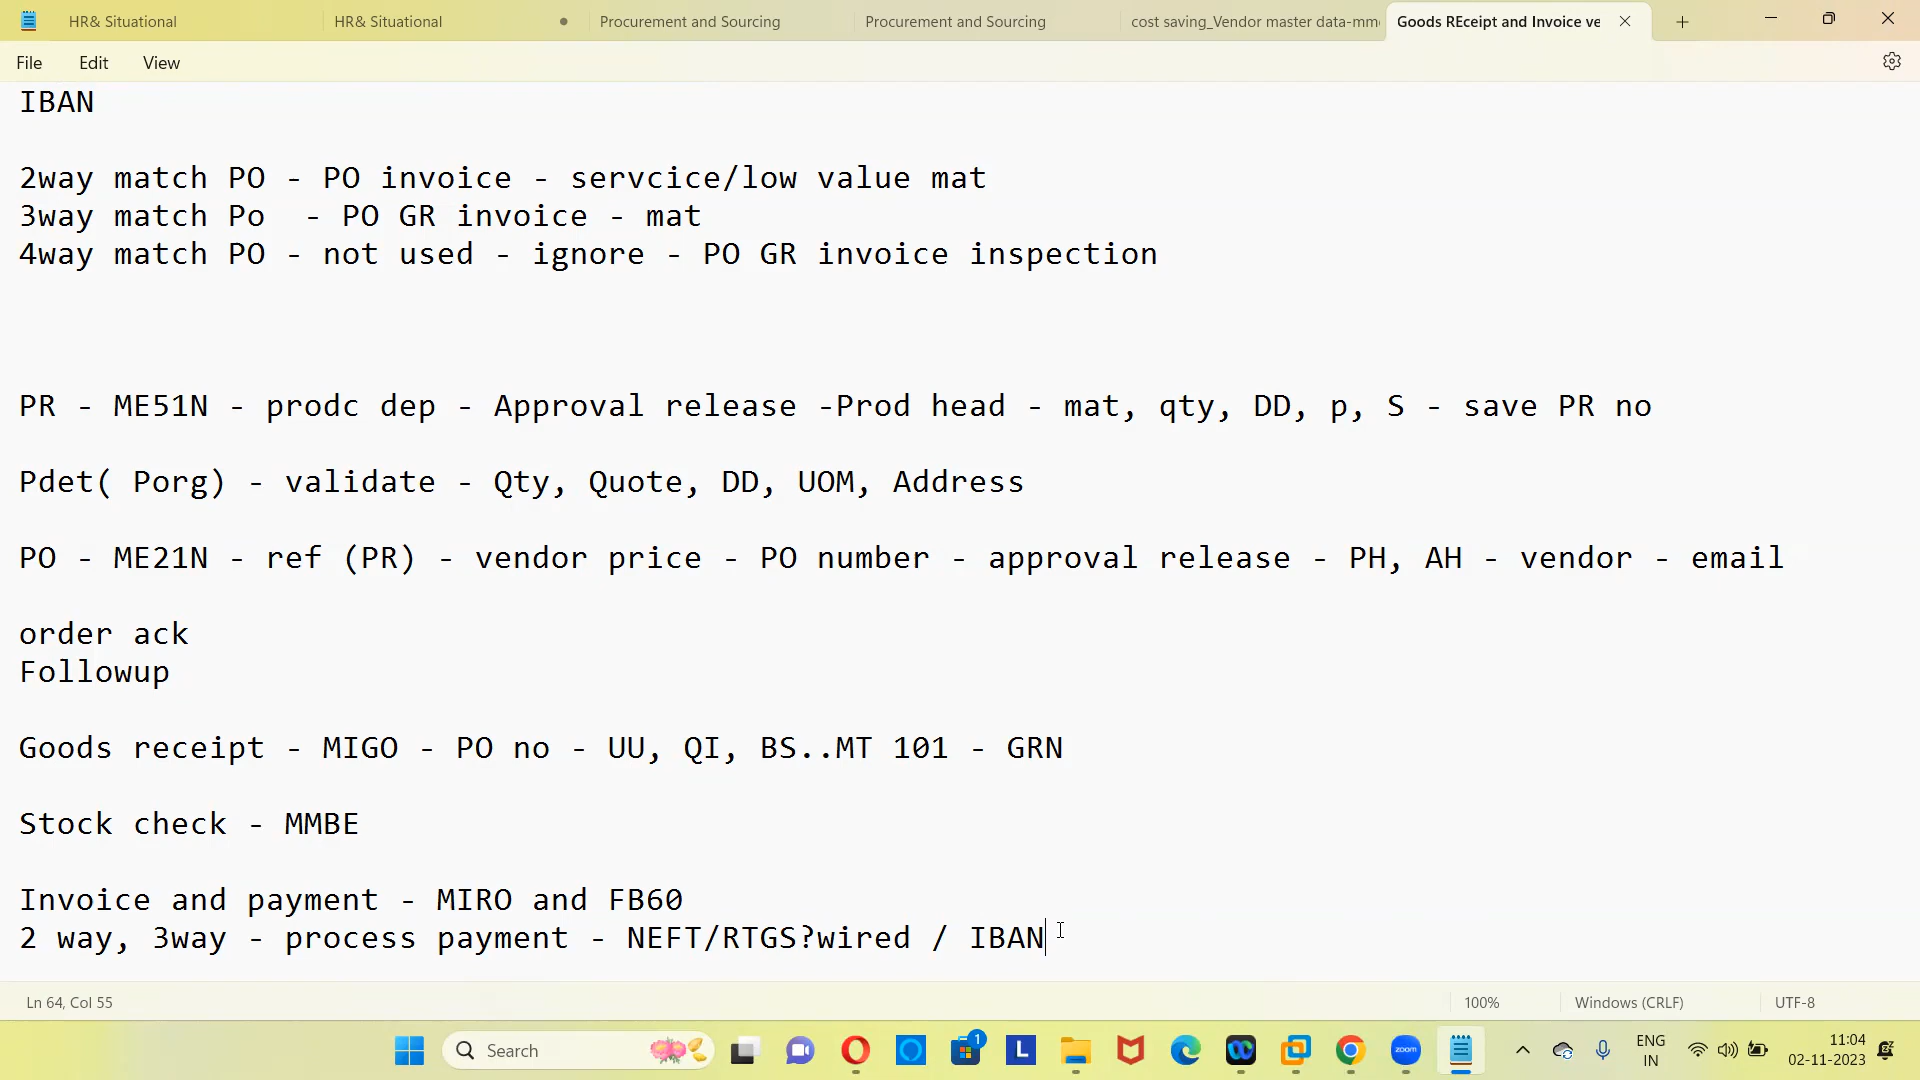 HR& Situational
HR& Situational
Procurement and Sourcing
Procurement and Sourcing
cost saving_Vendor master data-mm
Goods REceipt and Invoice ve
File
Edit
View
IBAN
2way match PO - PO invoice - servcice/low value mat
3way match Po  - PO GR invoice - mat
4way match PO - not used - ignore - PO GR invoice inspection
PR - ME51N - prodc dep - Approval release -Prod head - mat, qty, DD, p, S - save PR no
Pdet( Porg) - validate - Qty, Quote, DD, UOM, Address
PO - ME21N - ref (PR) - vendor price - PO number - approval release - PH, AH - vendor - email
order ack
Followup
Goods receipt - MIGO - PO no - UU, QI, BS..MT 101 - GRN
Stock check - MMBE
Invoice and payment - MIRO and FB60
2 way, 3way - process payment - NEFT/RTGS?wired / IBAN
Ln 64, Col 55
100%
Windows (CRLF)
UTF-8
Search
1
L
zoom
ENG
IN
11:04
02-11-2023